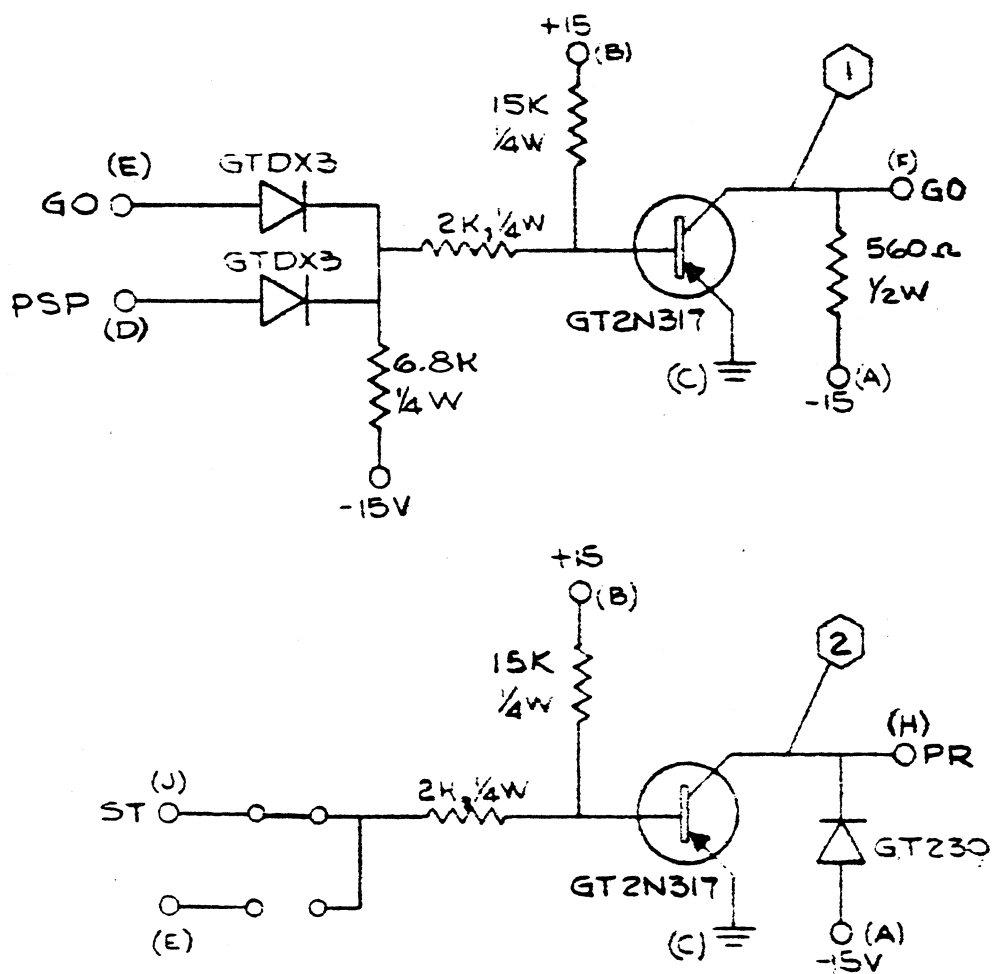 +15
(B)
15K
¼W
1
(E)
GTDX3
GO
2K, ¼W
(F)
GO
GTDX3
PSP
(D)
560Ω
½W
GT2N317
6.8K
¼W
(C)
(A)
-15
-15V
+15
(B)
15K
¼W
2
(H)
PR
(J)
ST
2K, ¼W
GT230
GT2N317
(E)
(C)
(A)
-15V